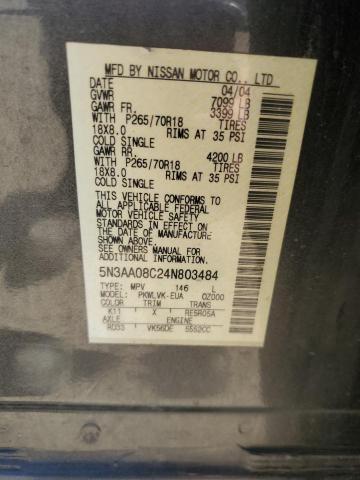 MFD BY NISSAN MOTOR CO., LTD
DATE 04/04
GVWR 7099 LB
GAWR FR. 3399 LB
WITH P265/70R18 TIRES
18X8.0 RIMS AT 35 PSI
COLD SINGLE
GAWR RR. 4200 LB
WITH P265/70R18 TIRES
18X8.0 RIMS AT 35 PSI
COLD SINGLE
THIS VEHICLE CONFORMS TO
ALL APPLICABLE FEDERAL
MOTOR VEHICLE SAFETY
STANDARDS IN EFFECT ON
THE DATE OF MANUFACTURE
SHOWN ABOVE.
SEE OWNERS MANUAL FOR
ADDITIONAL INFORMATION
5N3AA08C24N803484
TYPE MPV 146 L
MODEL PKWLVK-EUA 0Z000
COLOR TRIM TRANS
K11 X RE5R05A
AXLE ENGINE
RD33 VK56DE 5552CC